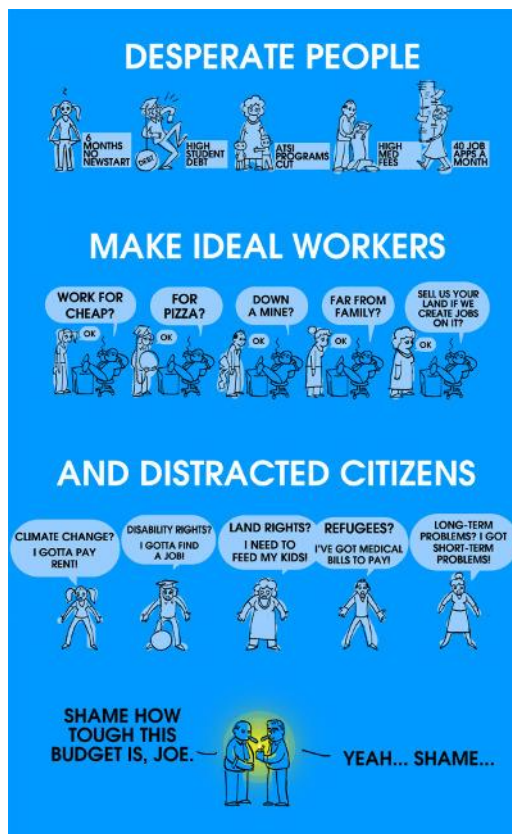 DESPERATE PEOPLE
6
MONTHS
NO
NEWSTART
DEBT
HIGH
STUDENT
DEBT
ATSI
PROGRAMS
CUT
HIGH
MED
FEES
40 JOB
APPS A
MONTH
MAKE IDEAL WORKERS
WORK FOR
CHEAP?
OK
FOR
PIZZA?
OK
DOWN
A MINE?
OK
FAR FROM
FAMILY?
OK
SELL US YOUR
LAND IF WE
CREATE JOBS
ON IT?
OK
AND DISTRACTED CITIZENS
CLIMATE CHANGE?
I GOTTA PAY
RENT!
DISABILITY RIGHTS?
I GOTTA FIND
A JOB!
LAND RIGHTS?
I NEED TO
FEED MY KIDS!
REFUGEES?
I'VE GOT MEDICAL
BILLS TO PAY!
LONG-TERM
PROBLEMS? I GOT
SHORT-TERM
PROBLEMS!
SHAME HOW
TOUGH THIS
BUDGET IS, JOE.
YEAH... SHAME...